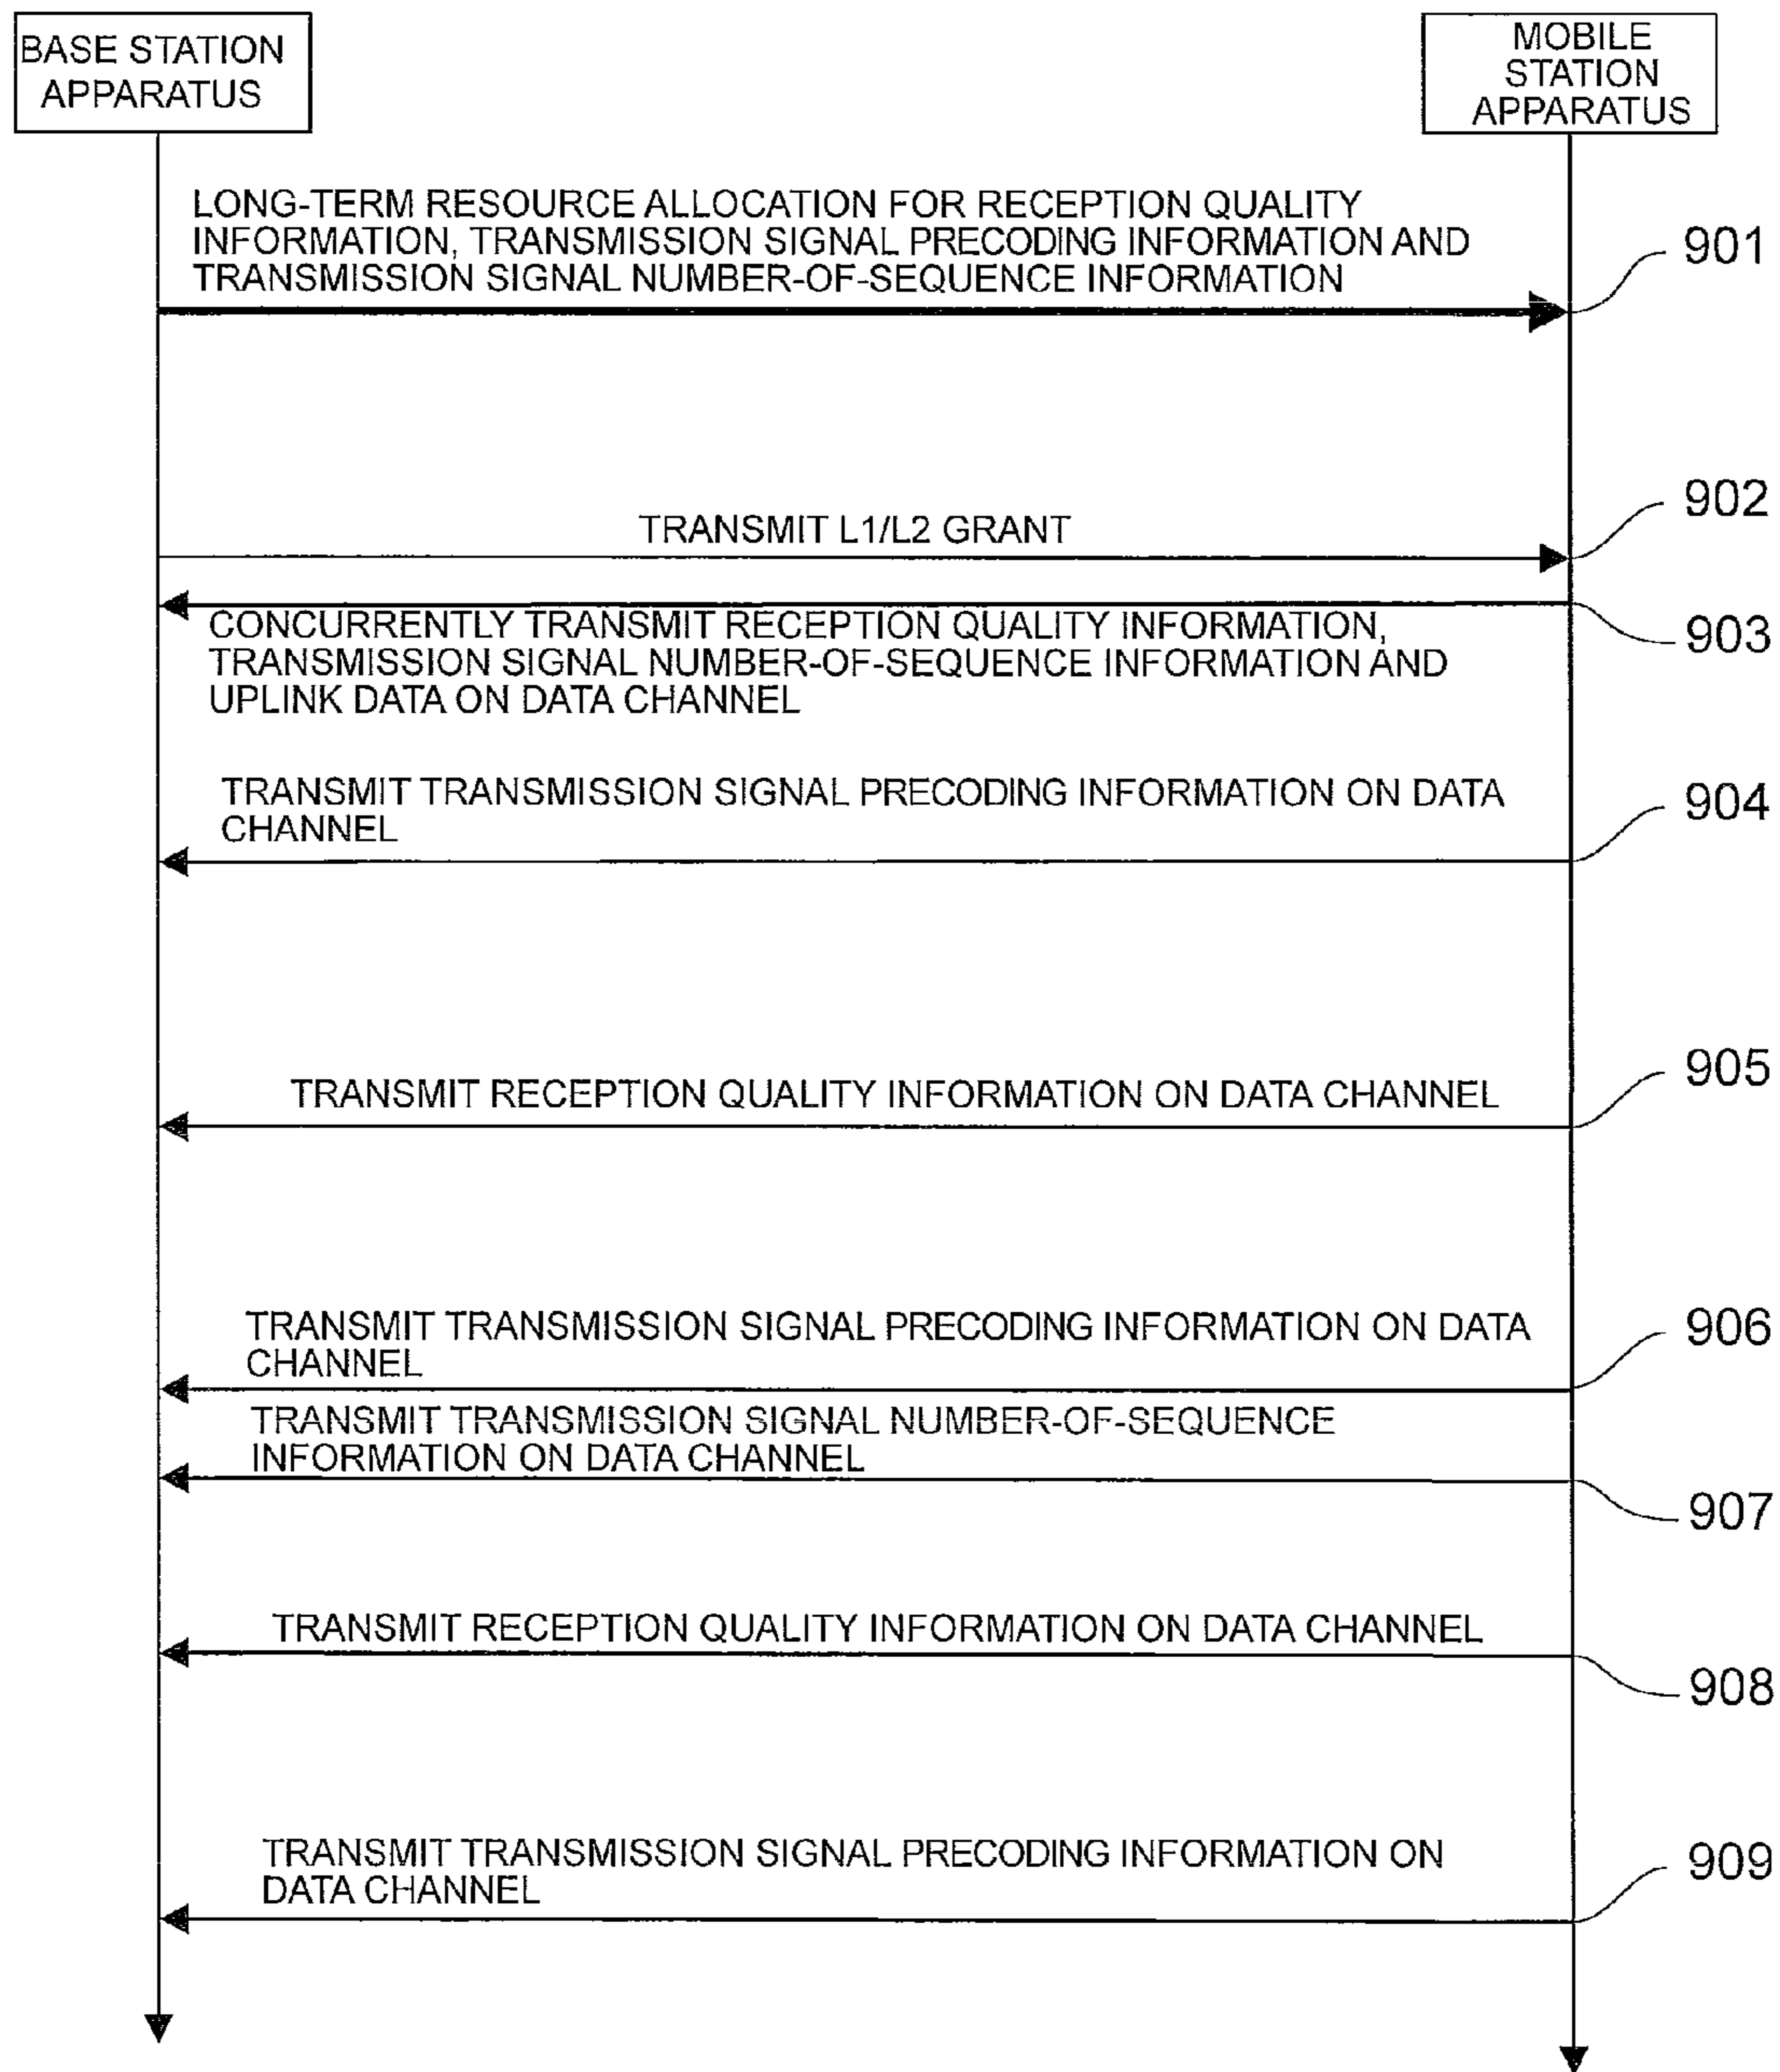 BASE STATION
APPARATUS
MOBILE
STATION
APPARATUS
LONG-TERM RESOURCE ALLOCATION FOR RECEPTION QUALITY
INFORMATION, TRANSMISSION SIGNAL PRECODING INFORMATION AND
TRANSMISSION SIGNAL NUMBER-OF-SEQUENCE INFORMATION
901
TRANSMIT L1/L2 GRANT
902
CONCURRENTLY TRANSMIT RECEPTION QUALITY INFORMATION,
TRANSMISSION SIGNAL NUMBER-OF-SEQUENCE INFORMATION AND
UPLINK DATA ON DATA CHANNEL
903
TRANSMIT TRANSMISSION SIGNAL PRECODING INFORMATION ON DATA
CHANNEL
904
TRANSMIT RECEPTION QUALITY INFORMATION ON DATA CHANNEL
905
TRANSMIT TRANSMISSION SIGNAL PRECODING INFORMATION ON DATA
CHANNEL
906
TRANSMIT TRANSMISSION SIGNAL NUMBER-OF-SEQUENCE
INFORMATION ON DATA CHANNEL
907
TRANSMIT RECEPTION QUALITY INFORMATION ON DATA CHANNEL
908
TRANSMIT TRANSMISSION SIGNAL PRECODING INFORMATION ON
DATA CHANNEL
909